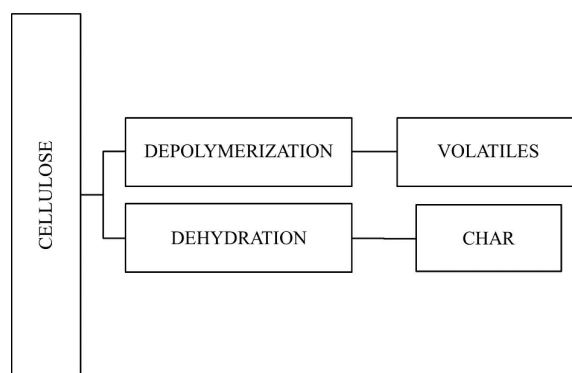 CELLULOSE
DEPOLYMERIZATION
VOLATILES
DEHYDRATION
CHAR